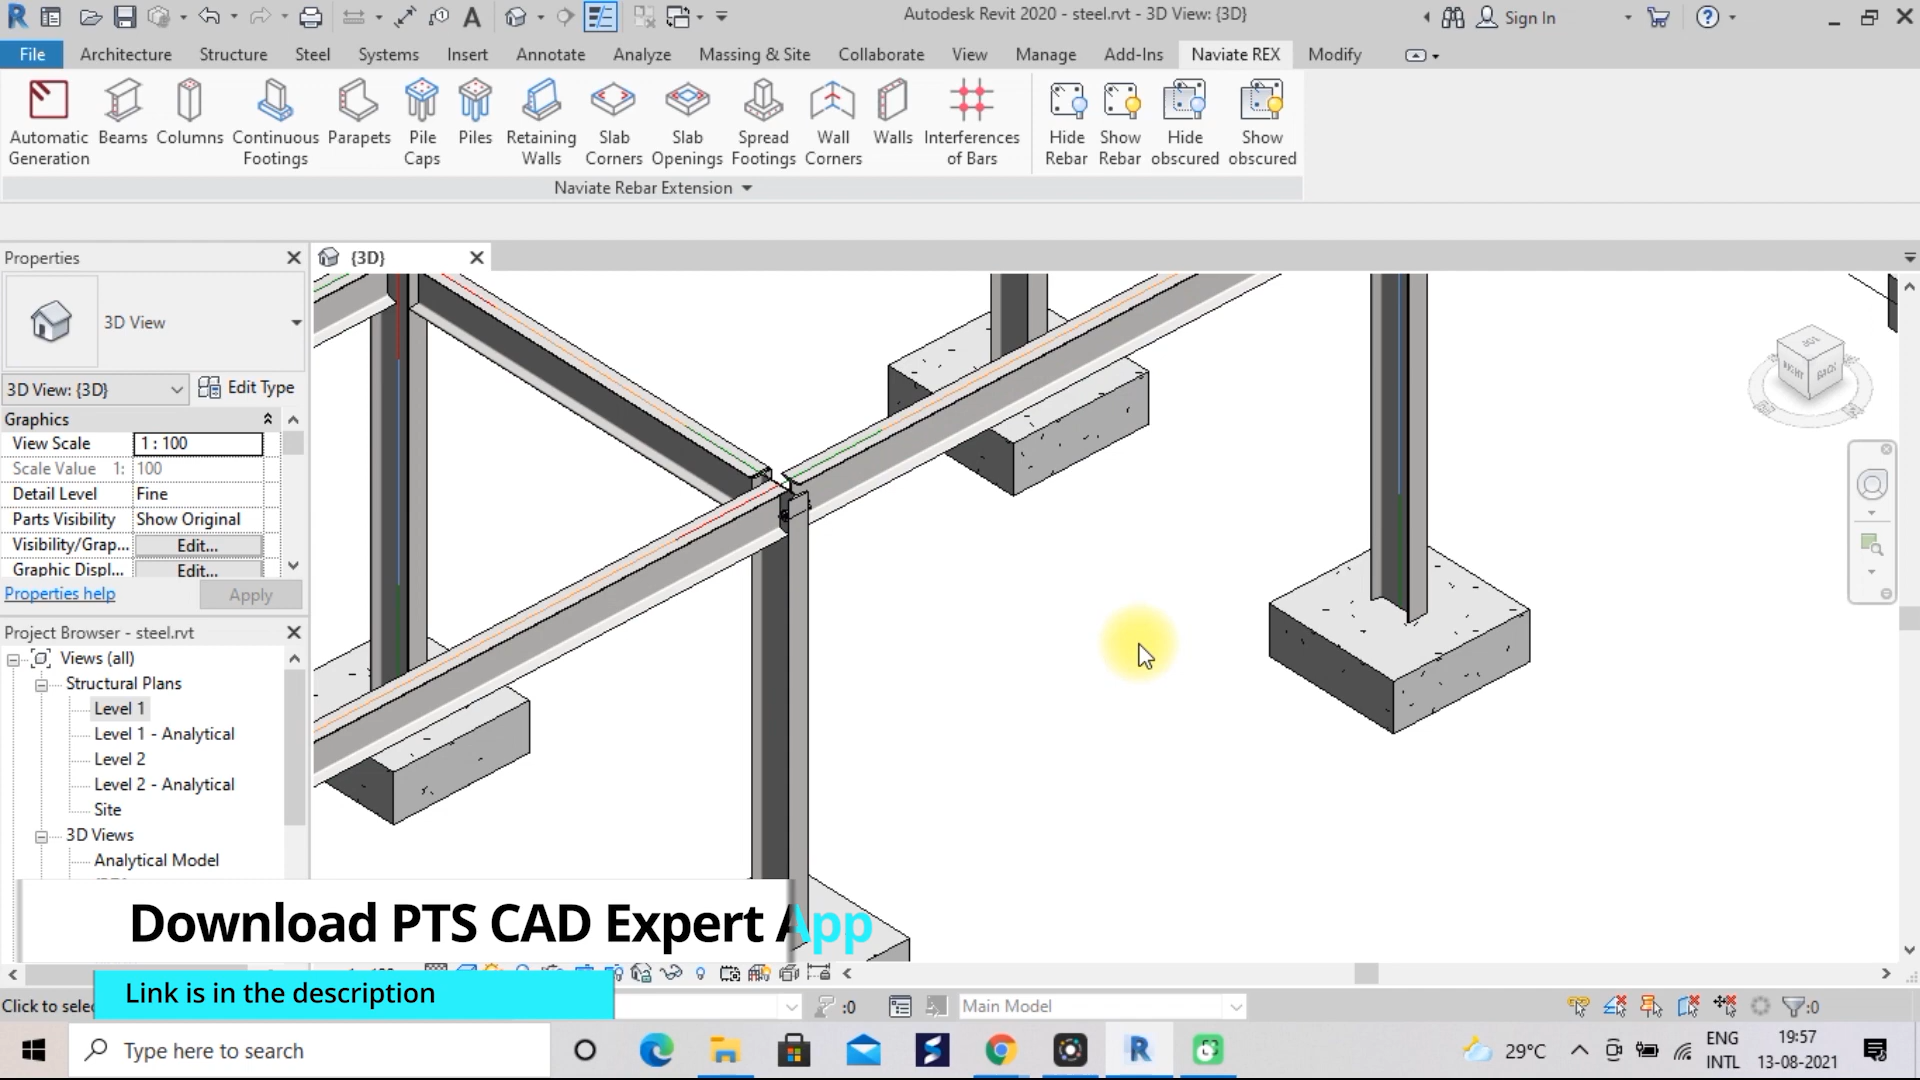 Autodesk Revit 2020 - steel.rvt - 3D View: {3D}
Sign In
File Architecture Structure Steel Systems Insert Annotate Analyze Massing & Site Collaborate View Manage Add-Ins Naviate REX Modify
Automatic Generation
Beams
Columns
Continuous Footings
Parapets
Pile Caps
Piles
Retaining Walls
Slab Corners
Slab Openings
Spread Footings
Wall Corners
Walls
Interferences of Bars
Hide Rebar
Show Rebar
Hide obscured
Show obscured
Naviate Rebar Extension
Properties
{3D}
3D View
3D View: {3D}
Edit Type
Graphics
View Scale 1 : 100
Scale Value 1: 100
Detail Level Fine
Parts Visibility Show Original
Visibility/Grap... Edit...
Graphic Displ... Edit...
Properties help
Apply
RIGHT
BACK
Project Browser - steel.rvt
Views (all)
Structural Plans
Level 1
Level 1 - Analytical
Level 2
Level 2 - Analytical
Site
3D Views
Analytical Model
Download PTS CAD Expert App
Link is in the description
Click to selec
:0
Main Model
:0
Type here to search
29°C
ENG
INTL
19:57
13-08-2021